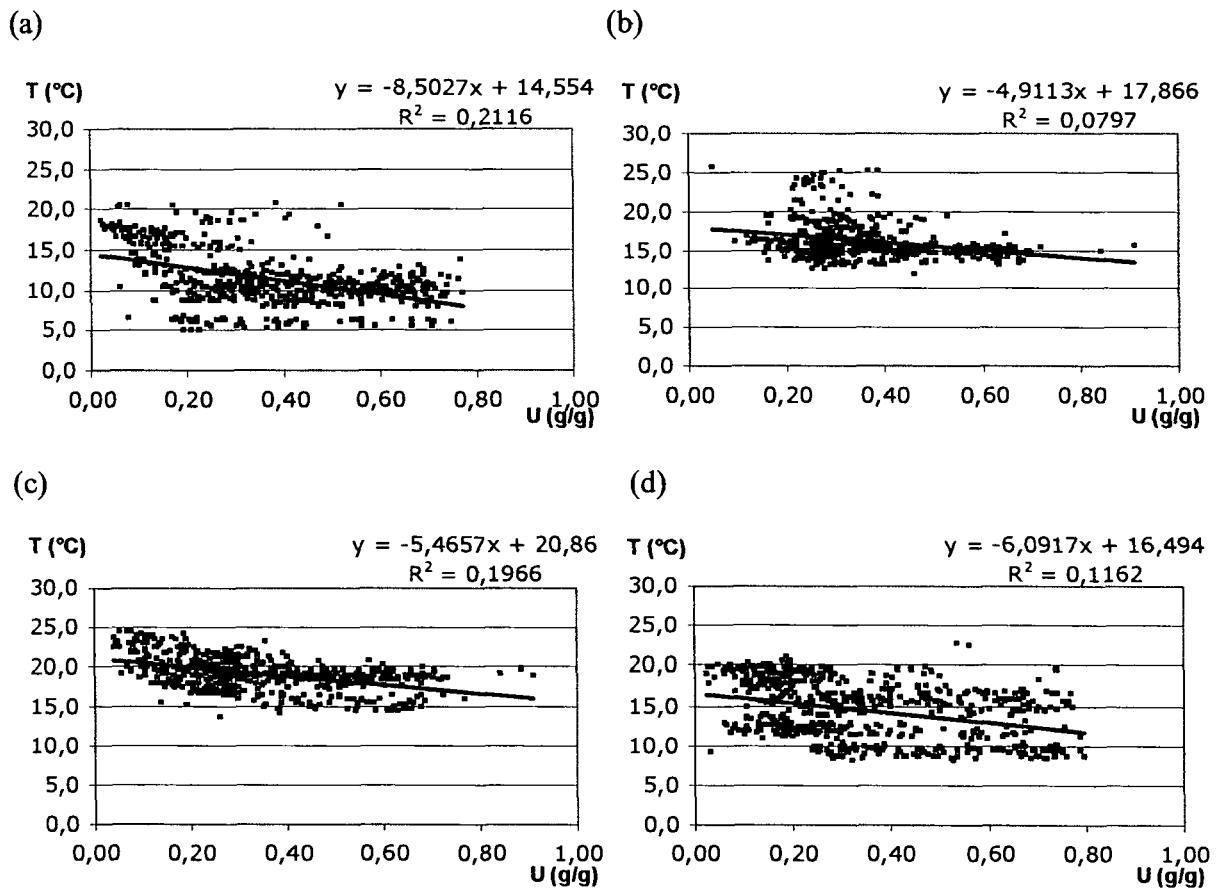 (a)
T (°C)
y = -8,5027x + 14,554
R² = 0,2116
30,0
25,0
20,0
15,0
10,0
5,0
0,0
0,00 0,20 0,40 0,60 0,80 1,00
U (g/g)
(b)
T (°C)
y = -4,9113x + 17,866
R² = 0,0797
30,0
25,0
20,0
15,0
10,0
5,0
0,0
0,00 0,20 0,40 0,60 0,80 1,00
U (g/g)
(c)
T (°C)
y = -5,4657x + 20,86
R² = 0,1966
30,0
25,0
20,0
15,0
10,0
5,0
0,0
0,00 0,20 0,40 0,60 0,80 1,00
U (g/g)
(d)
T (°C)
y = -6,0917x + 16,494
R² = 0,1162
30,0
25,0
20,0
15,0
10,0
5,0
0,0
0,00 0,20 0,40 0,60 0,80 1,00
U (g/g)